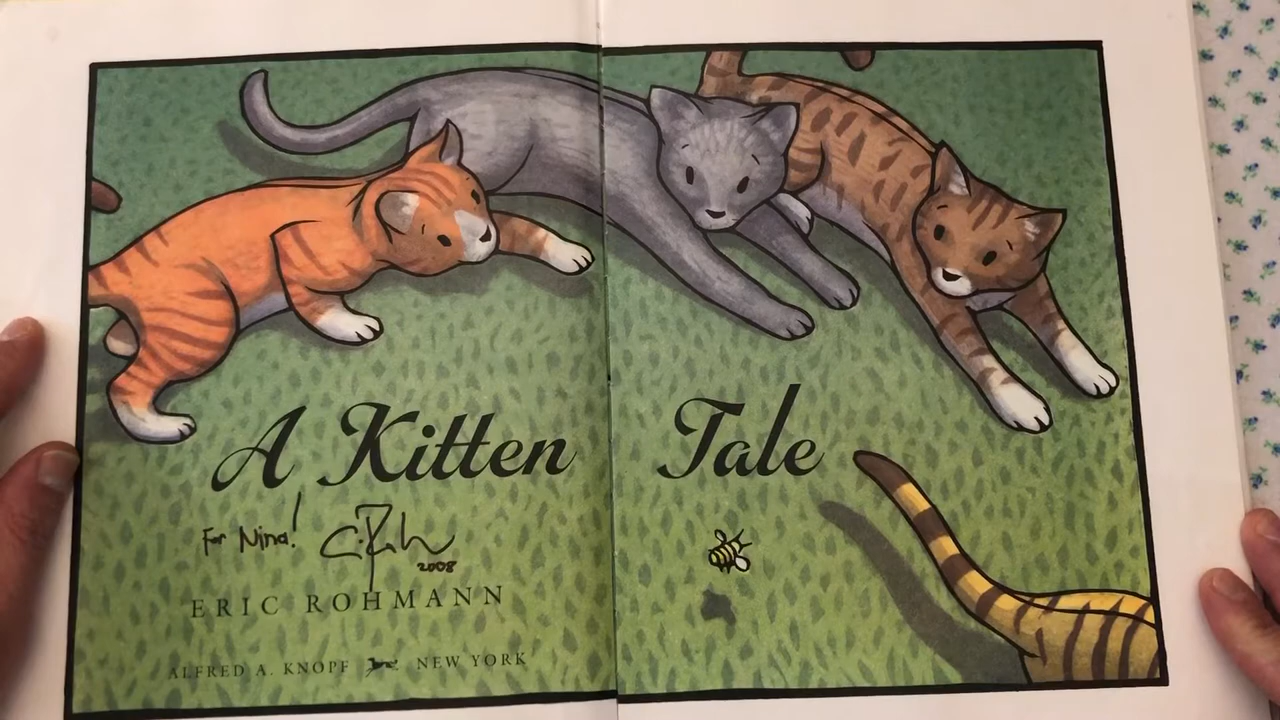 A Kitten Tale
For Nina!
2008
ERIC ROHMANN
ALFRED A. KNOPF NEW YORK